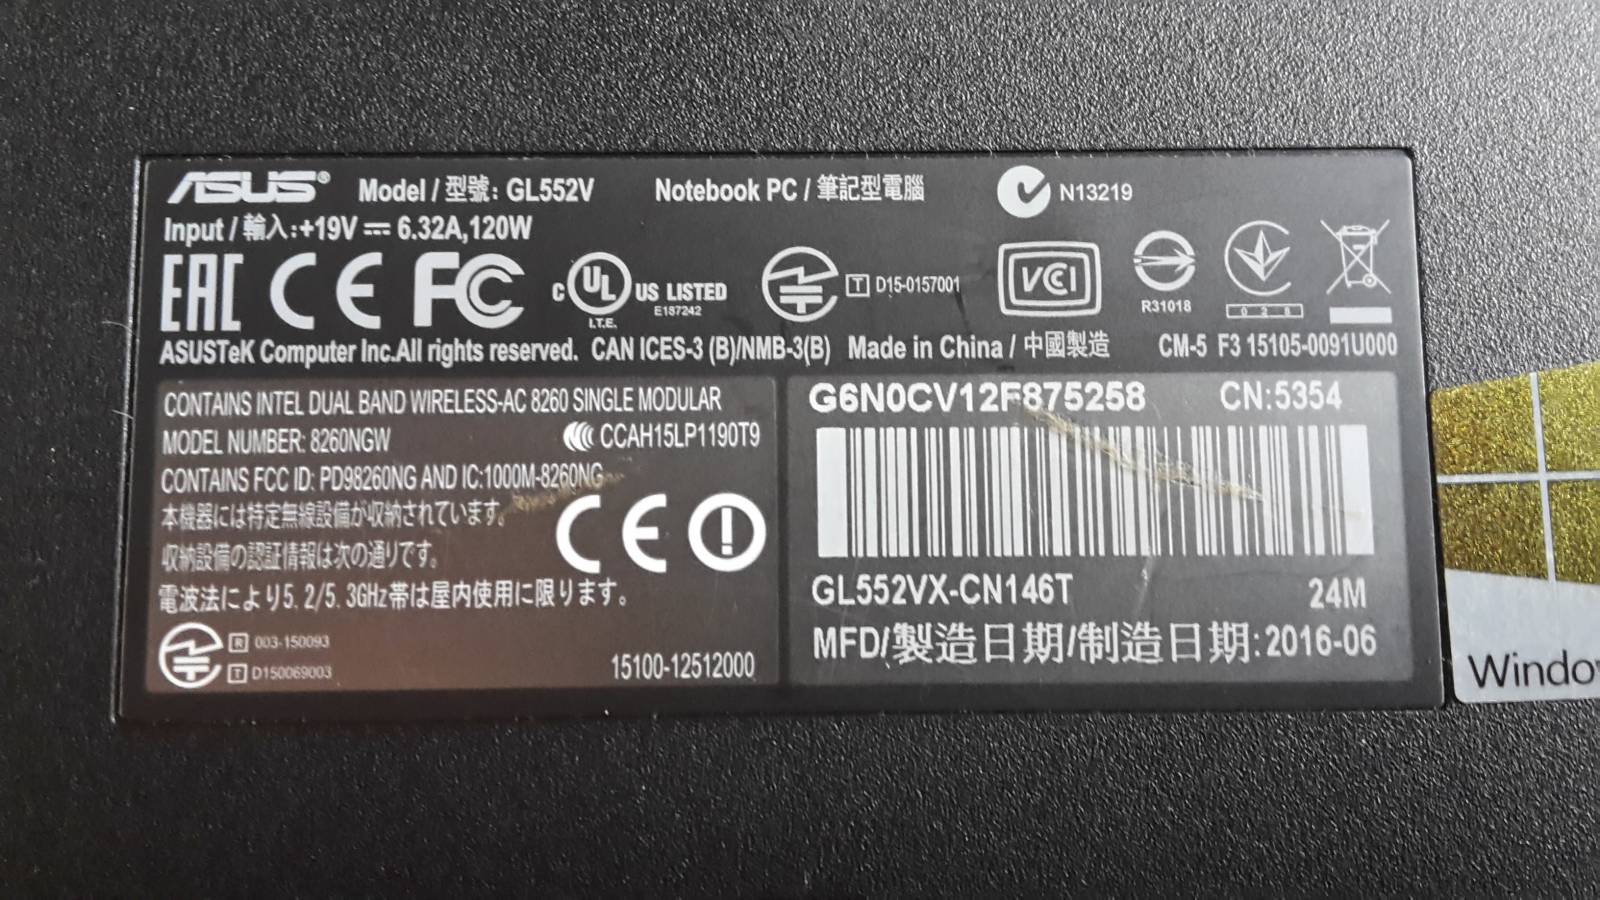 ASUS® Model / 型號: GL552V Notebook PC / 筆記型電腦 N13219
Input / 輸入:+19V 6.32A,120W
EAC CE FC C UL US LISTED E187242 I.T.E. T D15-0157001 VCCI R31018 028
ASUSTeK Computer Inc.All rights reserved. CAN ICES-3 (B)/NMB-3(B) Made in China / 中國製造 CM-5 F3 15105-0091U000
CONTAINS INTEL DUAL BAND WIRELESS-AC 8260 SINGLE MODULAR
MODEL NUMBER: 8260NGW CCAH15LP1190T9
CONTAINS FCC ID: PD98260NG AND IC:1000M-8260NG
本機器には特定無線設備が収納されています。
収納設備の認証情報は次の通りです。
CE
電波法により5.2/5.3GHz帯は屋内使用に限ります。
R 003-150093
T D150069003
15100-12512000
G6N0CV12F875258 CN:5354
GL552VX-CN146T 24M
MFD/製造日期/制造日期:2016-06
Windo